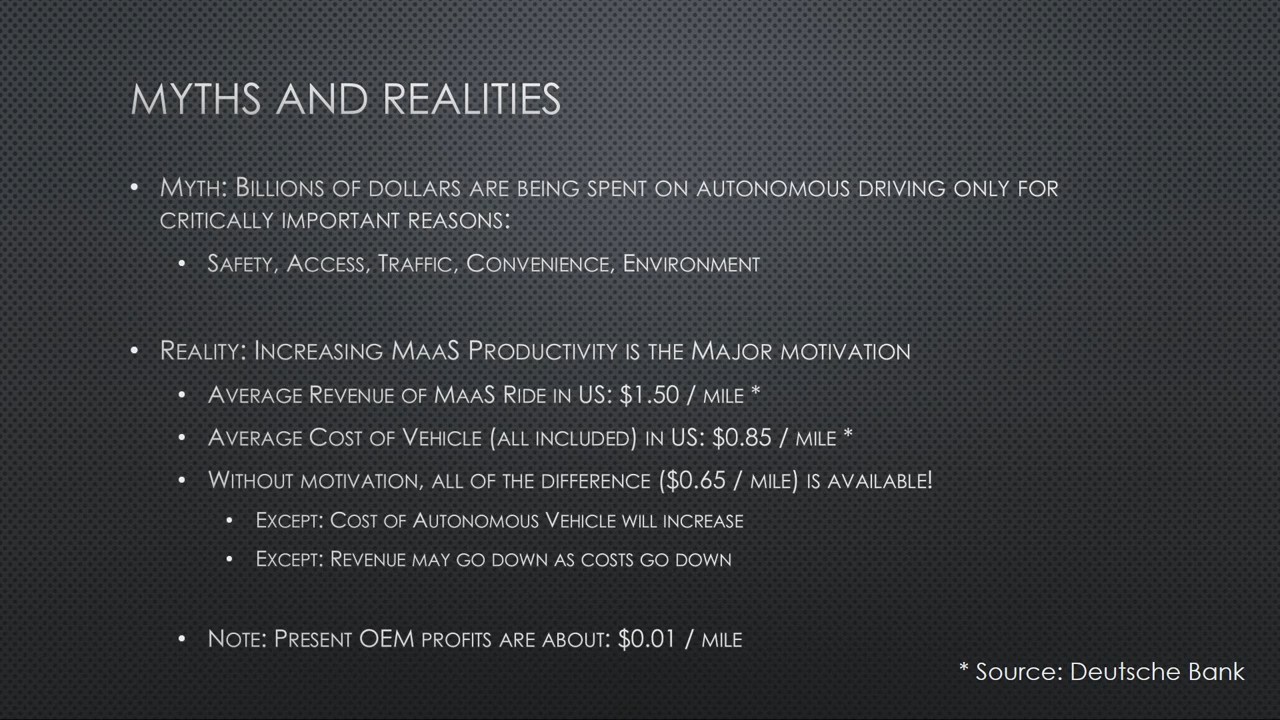 MYTHS AND REALITIES
• MYTH: BILLIONS OF DOLLARS ARE BEING SPENT ON AUTONOMOUS DRIVING ONLY FOR
CRITICALLY IMPORTANT REASONS:
• SAFETY, ACCESS, TRAFFIC, CONVENIENCE, ENVIRONMENT
• REALITY: INCREASING MAAS PRODUCTIVITY IS THE MAJOR MOTIVATION
• AVERAGE REVENUE OF MAAS RIDE IN US: $1.50 / MILE *
• AVERAGE COST OF VEHICLE (ALL INCLUDED) IN US: $0.85 / MILE *
• WITHOUT MOTIVATION, ALL OF THE DIFFERENCE ($0.65 / MILE) IS AVAILABLE!
• EXCEPT: COST OF AUTONOMOUS VEHICLE WILL INCREASE
• EXCEPT: REVENUE MAY GO DOWN AS COSTS GO DOWN
• NOTE: PRESENT OEM PROFITS ARE ABOUT: $0.01 / MILE
* Source: Deutsche Bank